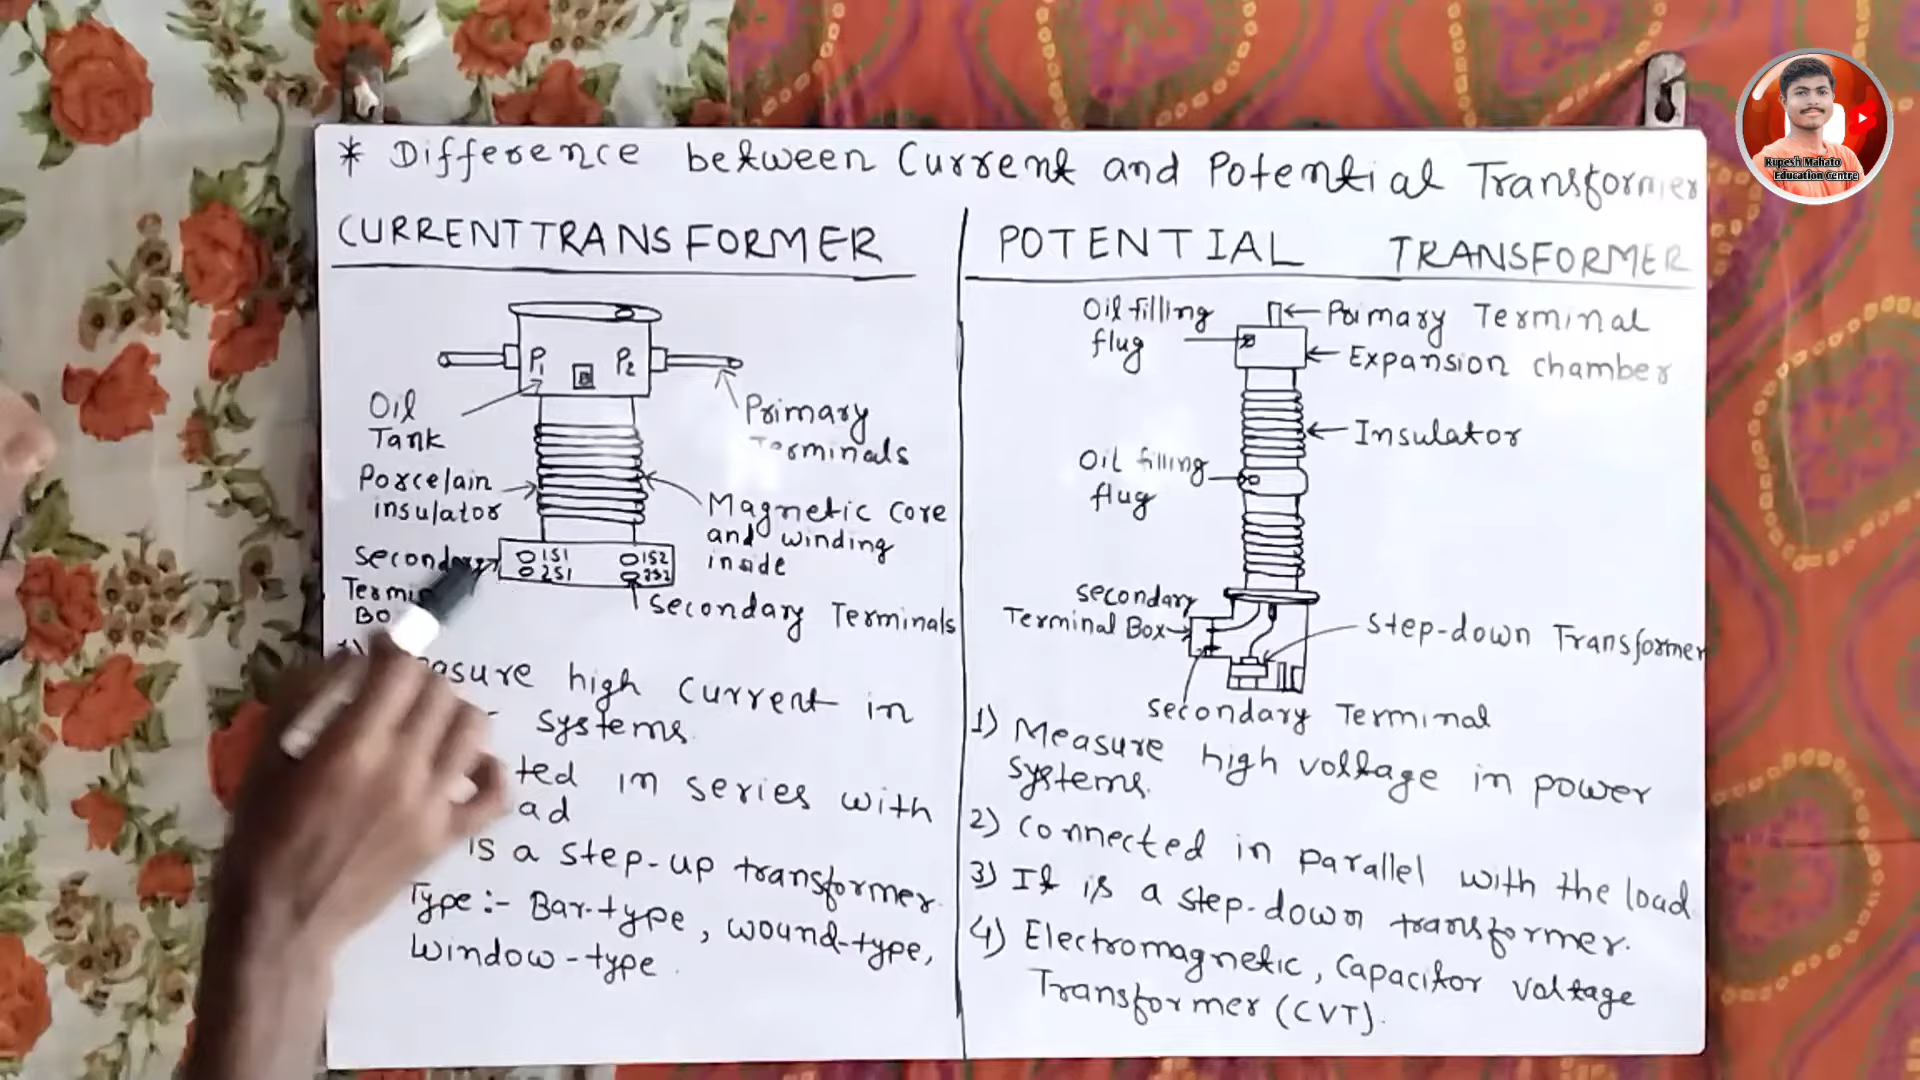 * Difference between Current and Potential Transformer
CURRENT TRANSFORMER
P1
P2
Oil
Tank
Primary
Terminals
Porcelain
insulator
Magnetic core
and winding
inside
Secondary
1S1
1S2
2S1
2S2
Secondary Terminals
high current in
systems.
in series with
is a step-up transformer.
Type:- Bar-type, wound-type,
window-type.
POTENTIAL TRANSFORMER
Oil filling
flug
Primary Terminal
Expansion chamber
Insulator
Oil filling
flug
secondary
Terminal Box
Step-down Transformer
secondary Terminal
1) Measure high voltage in power
systems.
2) Connected in parallel with the load
3) It is a step-down transformer.
4) Electromagnetic, Capacitor voltage
Transformer (CVT).
Rupesh Mahato
Education Centre